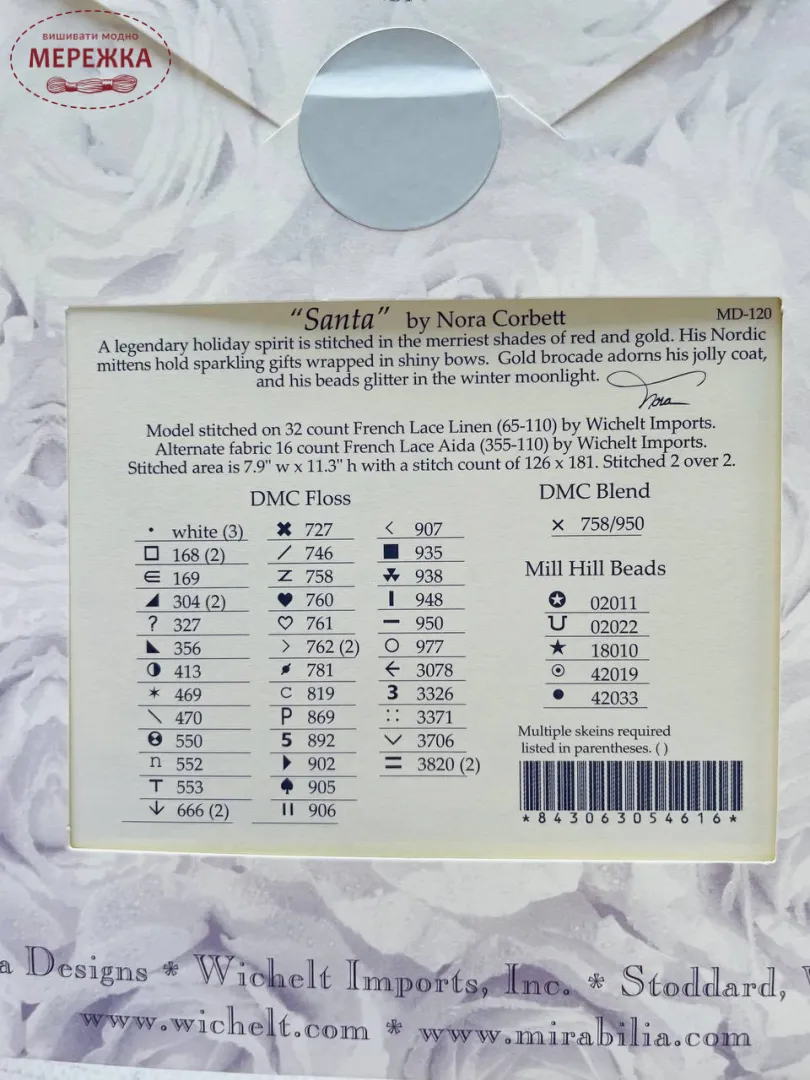 вишивати модно
МЕРЕЖКА
"Santa" by Nora Corbett
MD-120
A legendary holiday spirit is stitched in the merriest shades of red and gold. His Nordic
mittens hold sparkling gifts wrapped in shiny bows. Gold brocade adorns his jolly coat,
and his beads glitter in the winter moonlight.
Nora
Model stitched on 32 count French Lace Linen (65-110) by Wichelt Imports.
Alternate fabric 16 count French Lace Aida (355-110) by Wichelt Imports.
Stitched area is 7.9" w x 11.3" h with a stitch count of 126 x 181. Stitched 2 over 2.
DMC Floss
• white (3)
□ 168 (2)
∈ 169
◢ 304 (2)
? 327
◣ 356
◑ 413
✶ 469
\ 470
550
n 552
T 553
↓ 666 (2)
✖ 727
/ 746
Z 758
♥ 760
♡ 761
> 762 (2)
781
C 819
P 869
5 892
▶ 902
♠ 905
II 906
< 907
■ 935
938
I 948
− 950
○ 977
← 3078
3 3326
:: 3371
∨ 3706
= 3820 (2)
DMC Blend
× 758/950
Mill Hill Beads
✪ 02011
02022
★ 18010
⊙ 42019
● 42033
Multiple skeins required
listed in parentheses. ( )
*843063054616*
a Designs * Wichelt Imports, Inc. * Stoddard,
www.wichelt.com * www.mirabilia.com